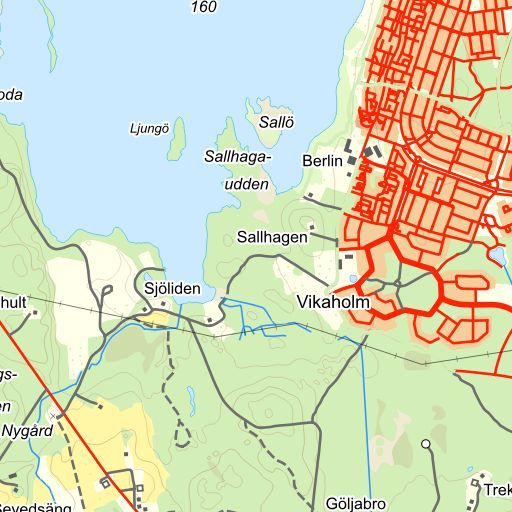 160
oda
Ljungö
Sallö
Sallhaga-
udden
Berlin
Sallhagen
Sjöliden
hult
Vikaholm
gs-
en
Nygård
Sevedsäng
Göljabro
Trek